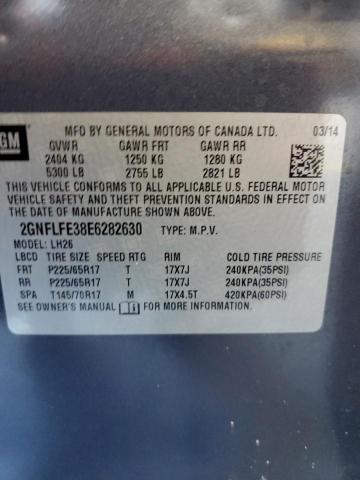 GM
MFD BY GENERAL MOTORS OF CANADA LTD. 03/14
GVWR GAWR FRT GAWR RR
2404 KG 1250 KG 1280 KG
5300 LB 2755 LB 2821 LB
THIS VEHICLE CONFORMS TO ALL APPLICABLE U.S. FEDERAL MOTOR
VEHICLE SAFETY AND THEFT PREVENTION STANDARDS IN EFFECT ON
THE DATE OF MANUFACTURE SHOWN ABOVE.
2GNFLFE38E6282630 TYPE: M.P.V.
MODEL: LH26
LBCD TIRE SIZE SPEED RTG RIM COLD TIRE PRESSURE
FRT P225/65R17 T 17X7J 240KPA(35PSI)
RR P225/65R17 T 17X7J 240KPA(35PSI)
SPA T145/70R17 M 17X4.5T 420KPA(60PSI)
SEE OWNER'S MANUAL FOR MORE INFORMATION.